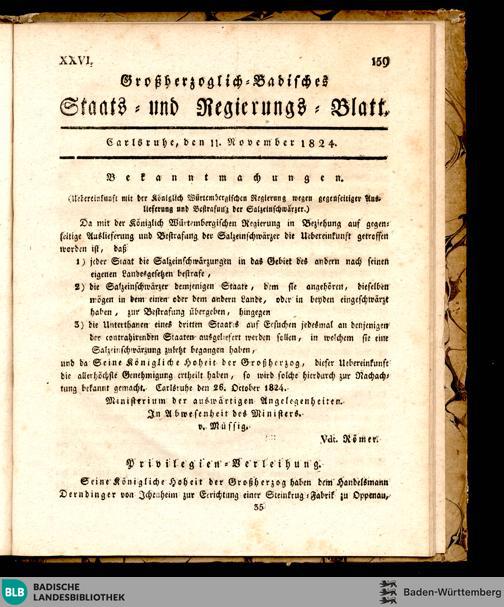 XXVI. 159
Großherzoglich-Badisches
Staats- und Regierungs-Blatt.
Carlsruhe, den 11. November 1824.
Bekanntmachungen.
(Uebereinkunft mit der Königlich Würtembergischen Regierung wegen gegenseitiger Aus-
lieferung und Bestrafung der Salzeinschwärzer.)
Da mit der Königlich Würtembergischen Regierung in Beziehung auf gegen-
seitige Auslieferung und Bestrafung der Salzeinschwärzer die Uebereinkunft getroffen
worden ist, daß
1) jeder Staat die Salzeinschwärzungen in das Gebiet des andern nach seinen
eigenen Landesgesetzen bestrafe,
2) die Salzeinschwärzer demjenigen Staate, dem sie angehören, dieselben
mögen in dem einen oder dem andern Lande, oder in beyden eingeschwärzt
haben, zur Bestrafung übergeben, hingegen
3) die Unterthanen eines dritten Staats auf Ersuchen jedesmal an denjenigen
der contrahirenden Staaten ausgeliefert werden sollen, in welchem sie eine
Salzeinschwärzung zuletzt begangen haben,
und da Seine Königliche Hoheit der Großherzog, dieser Uebereinkunft
die allerhöchste Genehmigung ertheilt haben, so wird solche hierdurch zur Nachach-
tung bekannt gemacht. Carlsruhe den 26. October 1824.
Ministerium der auswärtigen Angelegenheiten.
In Abwesenheit des Ministers.
v. Müssig.
Vdt. Römer.
Privilegien-Verleihung.
Seine Königliche Hoheit der Großherzog haben dem Handelsmann
Derndinger von Ichenheim zur Errichtung einer Steinkrug-Fabrik zu Oppenau,
35
BLB BADISCHE
LANDESBIBLIOTHEK
Baden-Württemberg